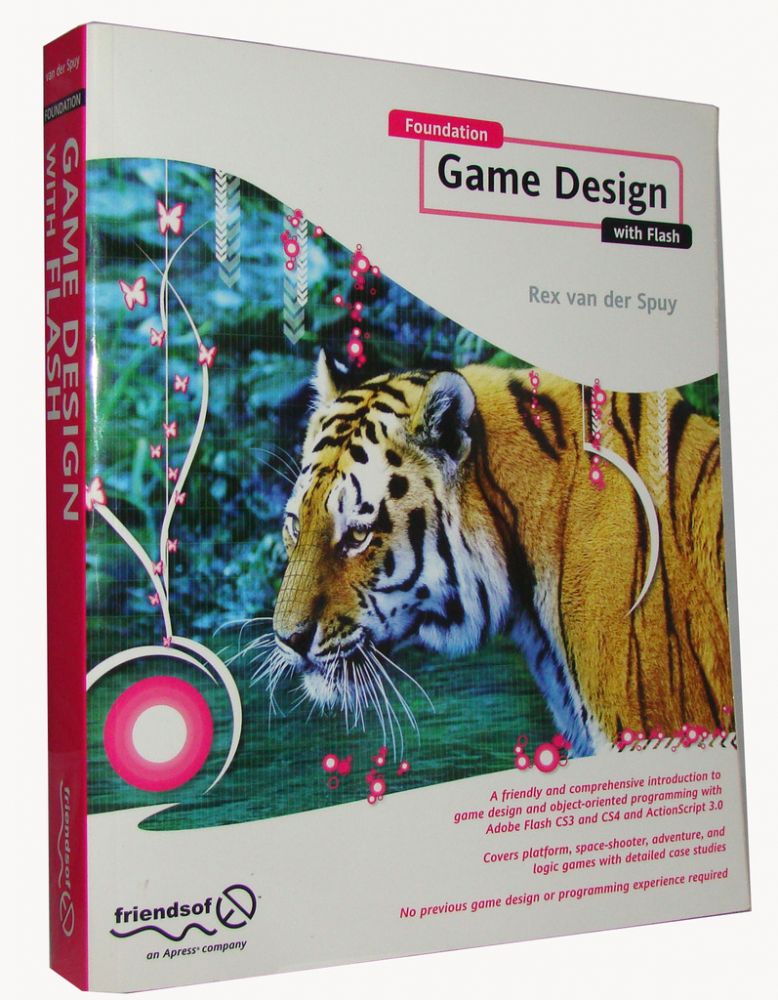 van der Spuy
FOUNDATION
GAME DESIGN
WITH FLASH
friendsof
Foundation
Game Design
with Flash
Rex van der Spuy
A friendly and comprehensive introduction to
game design and object-oriented programming with
Adobe Flash CS3 and CS4 and ActionScript 3.0
Covers platform, space-shooter, adventure, and
logic games with detailed case studies
No previous game design or programming experience required
friendsof
an Apress® company